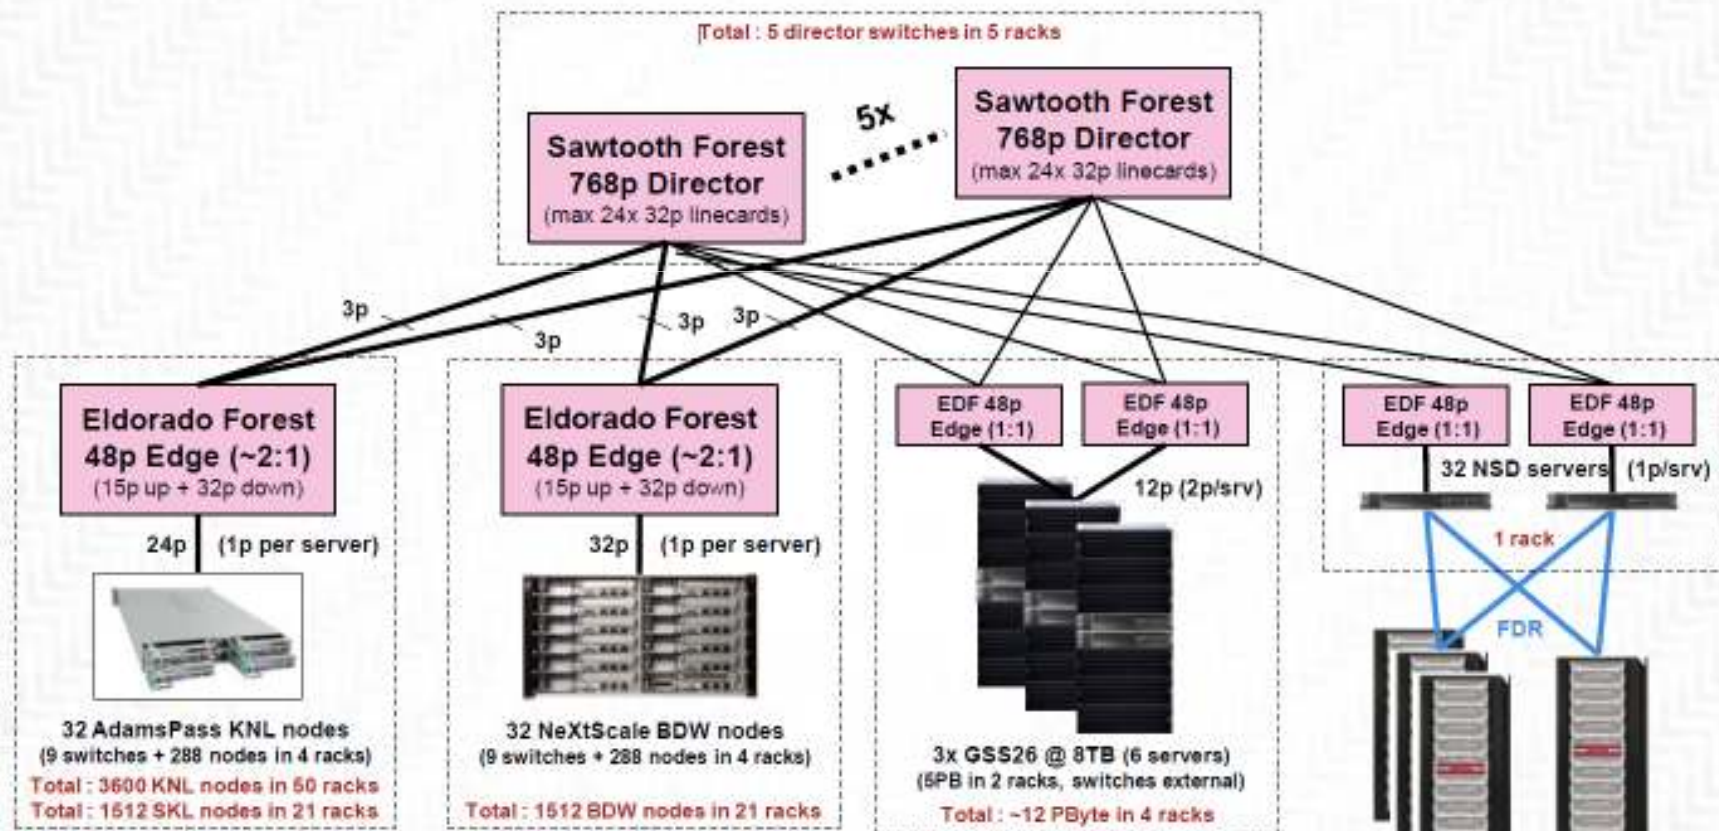 Total : 5 director switches in 5 racks
Sawtooth Forest
768p Director
(max 24x 32p linecards)
5x
Sawtooth Forest
768p Director
(max 24x 32p linecards)
3p
3p
3p
3p
Eldorado Forest
48p Edge (~2:1)
(15p up + 32p down)
24p (1p per server)
32 AdamsPass KNL nodes
(9 switches + 288 nodes in 4 racks)
Total : 3600 KNL nodes in 50 racks
Total : 1512 SKL nodes in 21 racks
Eldorado Forest
48p Edge (~2:1)
(15p up + 32p down)
32p (1p per server)
32 NeXtScale BDW nodes
(9 switches + 288 nodes in 4 racks)
Total : 1512 BDW nodes in 21 racks
EDF 48p
Edge (1:1)
EDF 48p
Edge (1:1)
12p (2p/srv)
3x GSS26 @ 8TB (6 servers)
(5PB in 2 racks, switches external)
Total : ~12 PByte in 4 racks
EDF 48p
Edge (1:1)
EDF 48p
Edge (1:1)
32 NSD servers (1p/srv)
1 rack
FDR